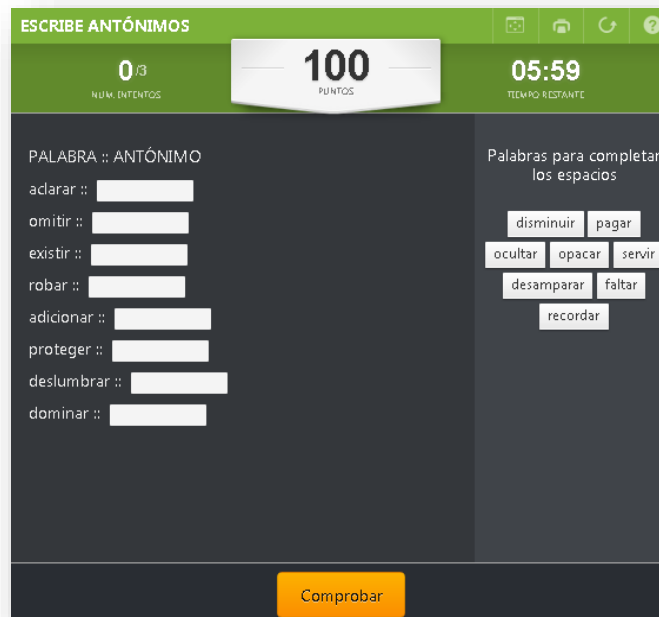 ESCRIBE ANTÓNIMOS
?
0/3
NUM. INTENTOS
100
PUNTOS
05:59
TIEMPO RESTANTE
PALABRA :: ANTÓNIMO
aclarar ::
omitir ::
existir ::
robar ::
adicionar ::
proteger ::
deslumbrar ::
dominar ::
Palabras para completar
los espacios
disminuir pagar
ocultar opacar servir
desamparar faltar
recordar
Comprobar